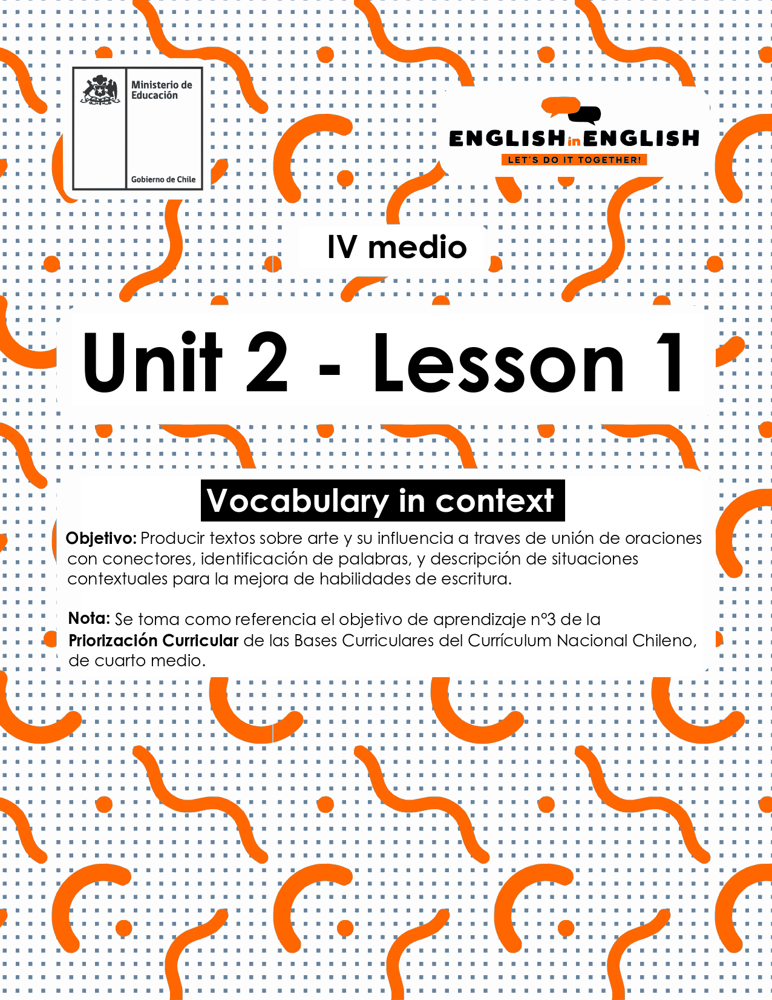 Ministerio de
Educación
Gobierno de Chile
ENGLISH in ENGLISH
LET'S DO IT TOGETHER!
IV medio
Unit 2 - Lesson 1
Vocabulary in context
Objetivo: Producir textos sobre arte y su influencia a traves de unión de oraciones
con conectores, identificación de palabras, y descripción de situaciones
contextuales para la mejora de habilidades de escritura.
Nota: Se toma como referencia el objetivo de aprendizaje n°3 de la
Priorización Curricular de las Bases Curriculares del Currículum Nacional Chileno,
de cuarto medio.